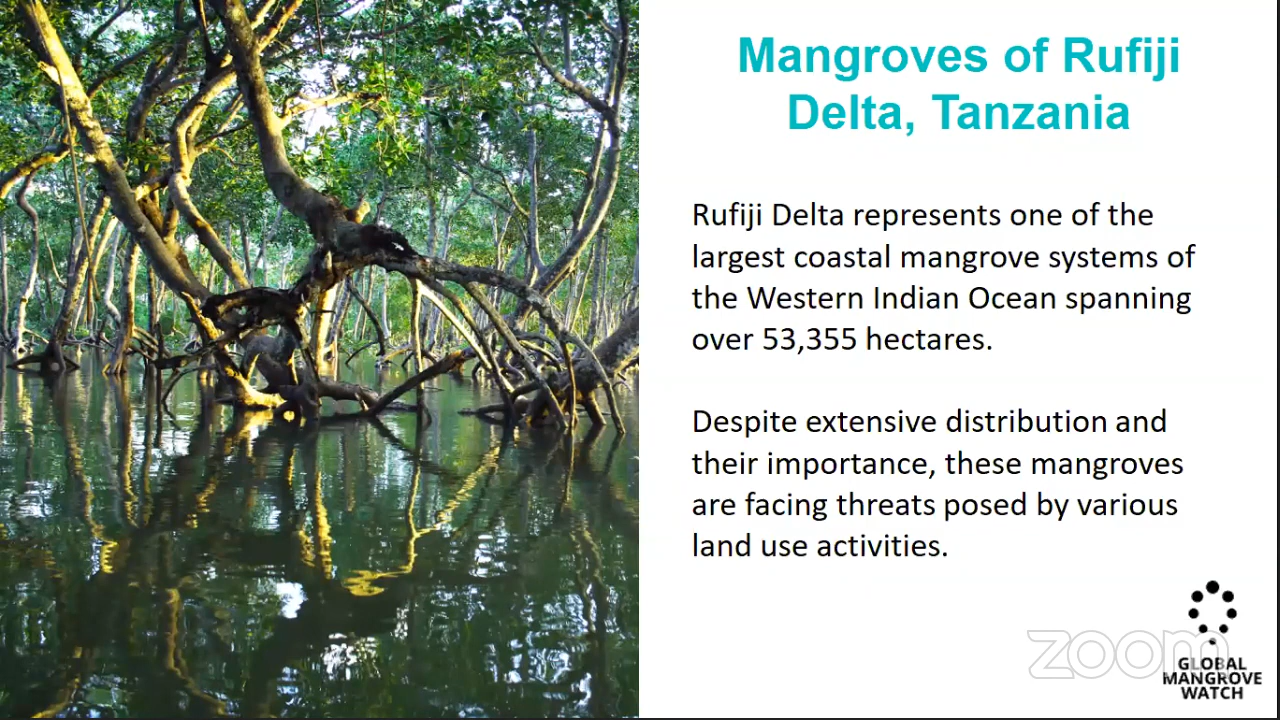 Mangroves of Rufiji
Delta, Tanzania
Rufiji Delta represents one of the
largest coastal mangrove systems of
the Western Indian Ocean spanning
over 53,355 hectares.
Despite extensive distribution and
their importance, these mangroves
are facing threats posed by various
land use activities.
zoom
GLOBAL
MANGROVE
WATCH